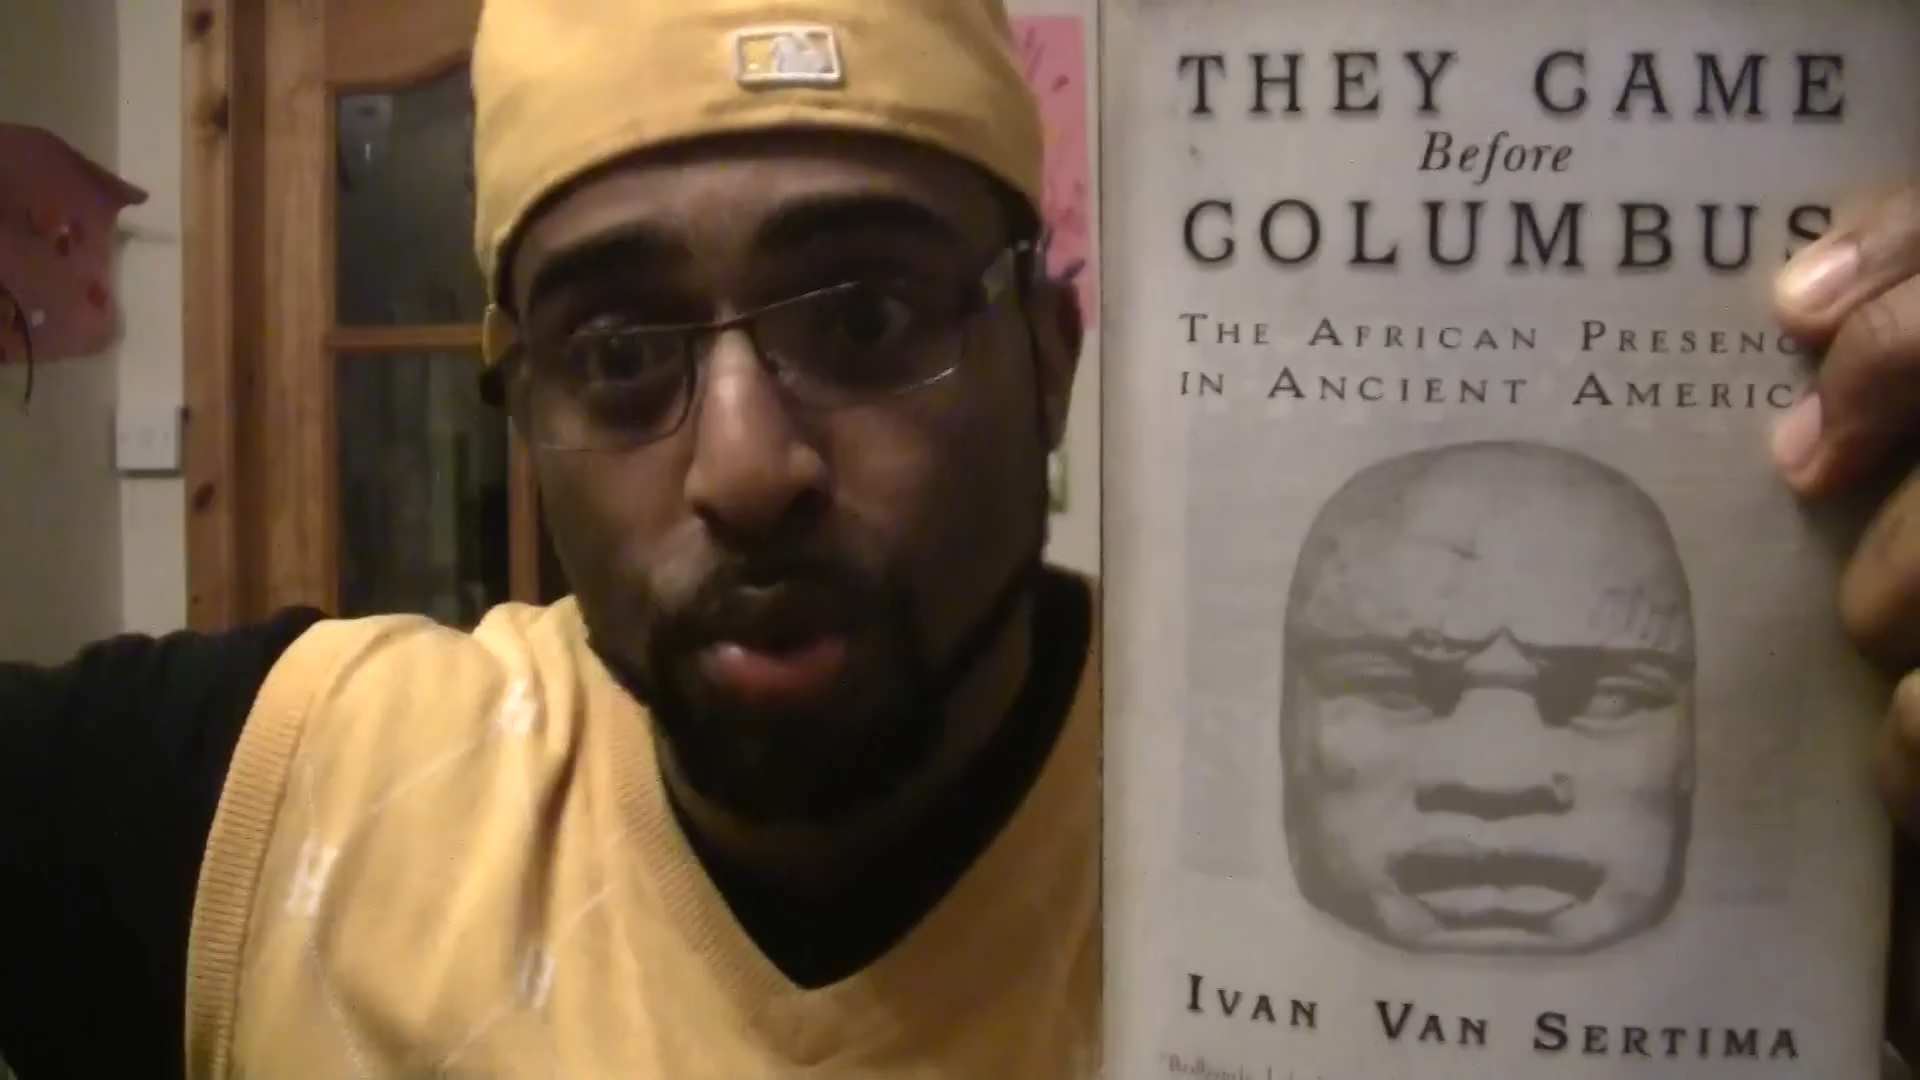 THEY CAME
Before
COLUMBUS
THE AFRICAN PRESENC
IN ANCIENT AMERIC
IVAN VAN SERTIMA